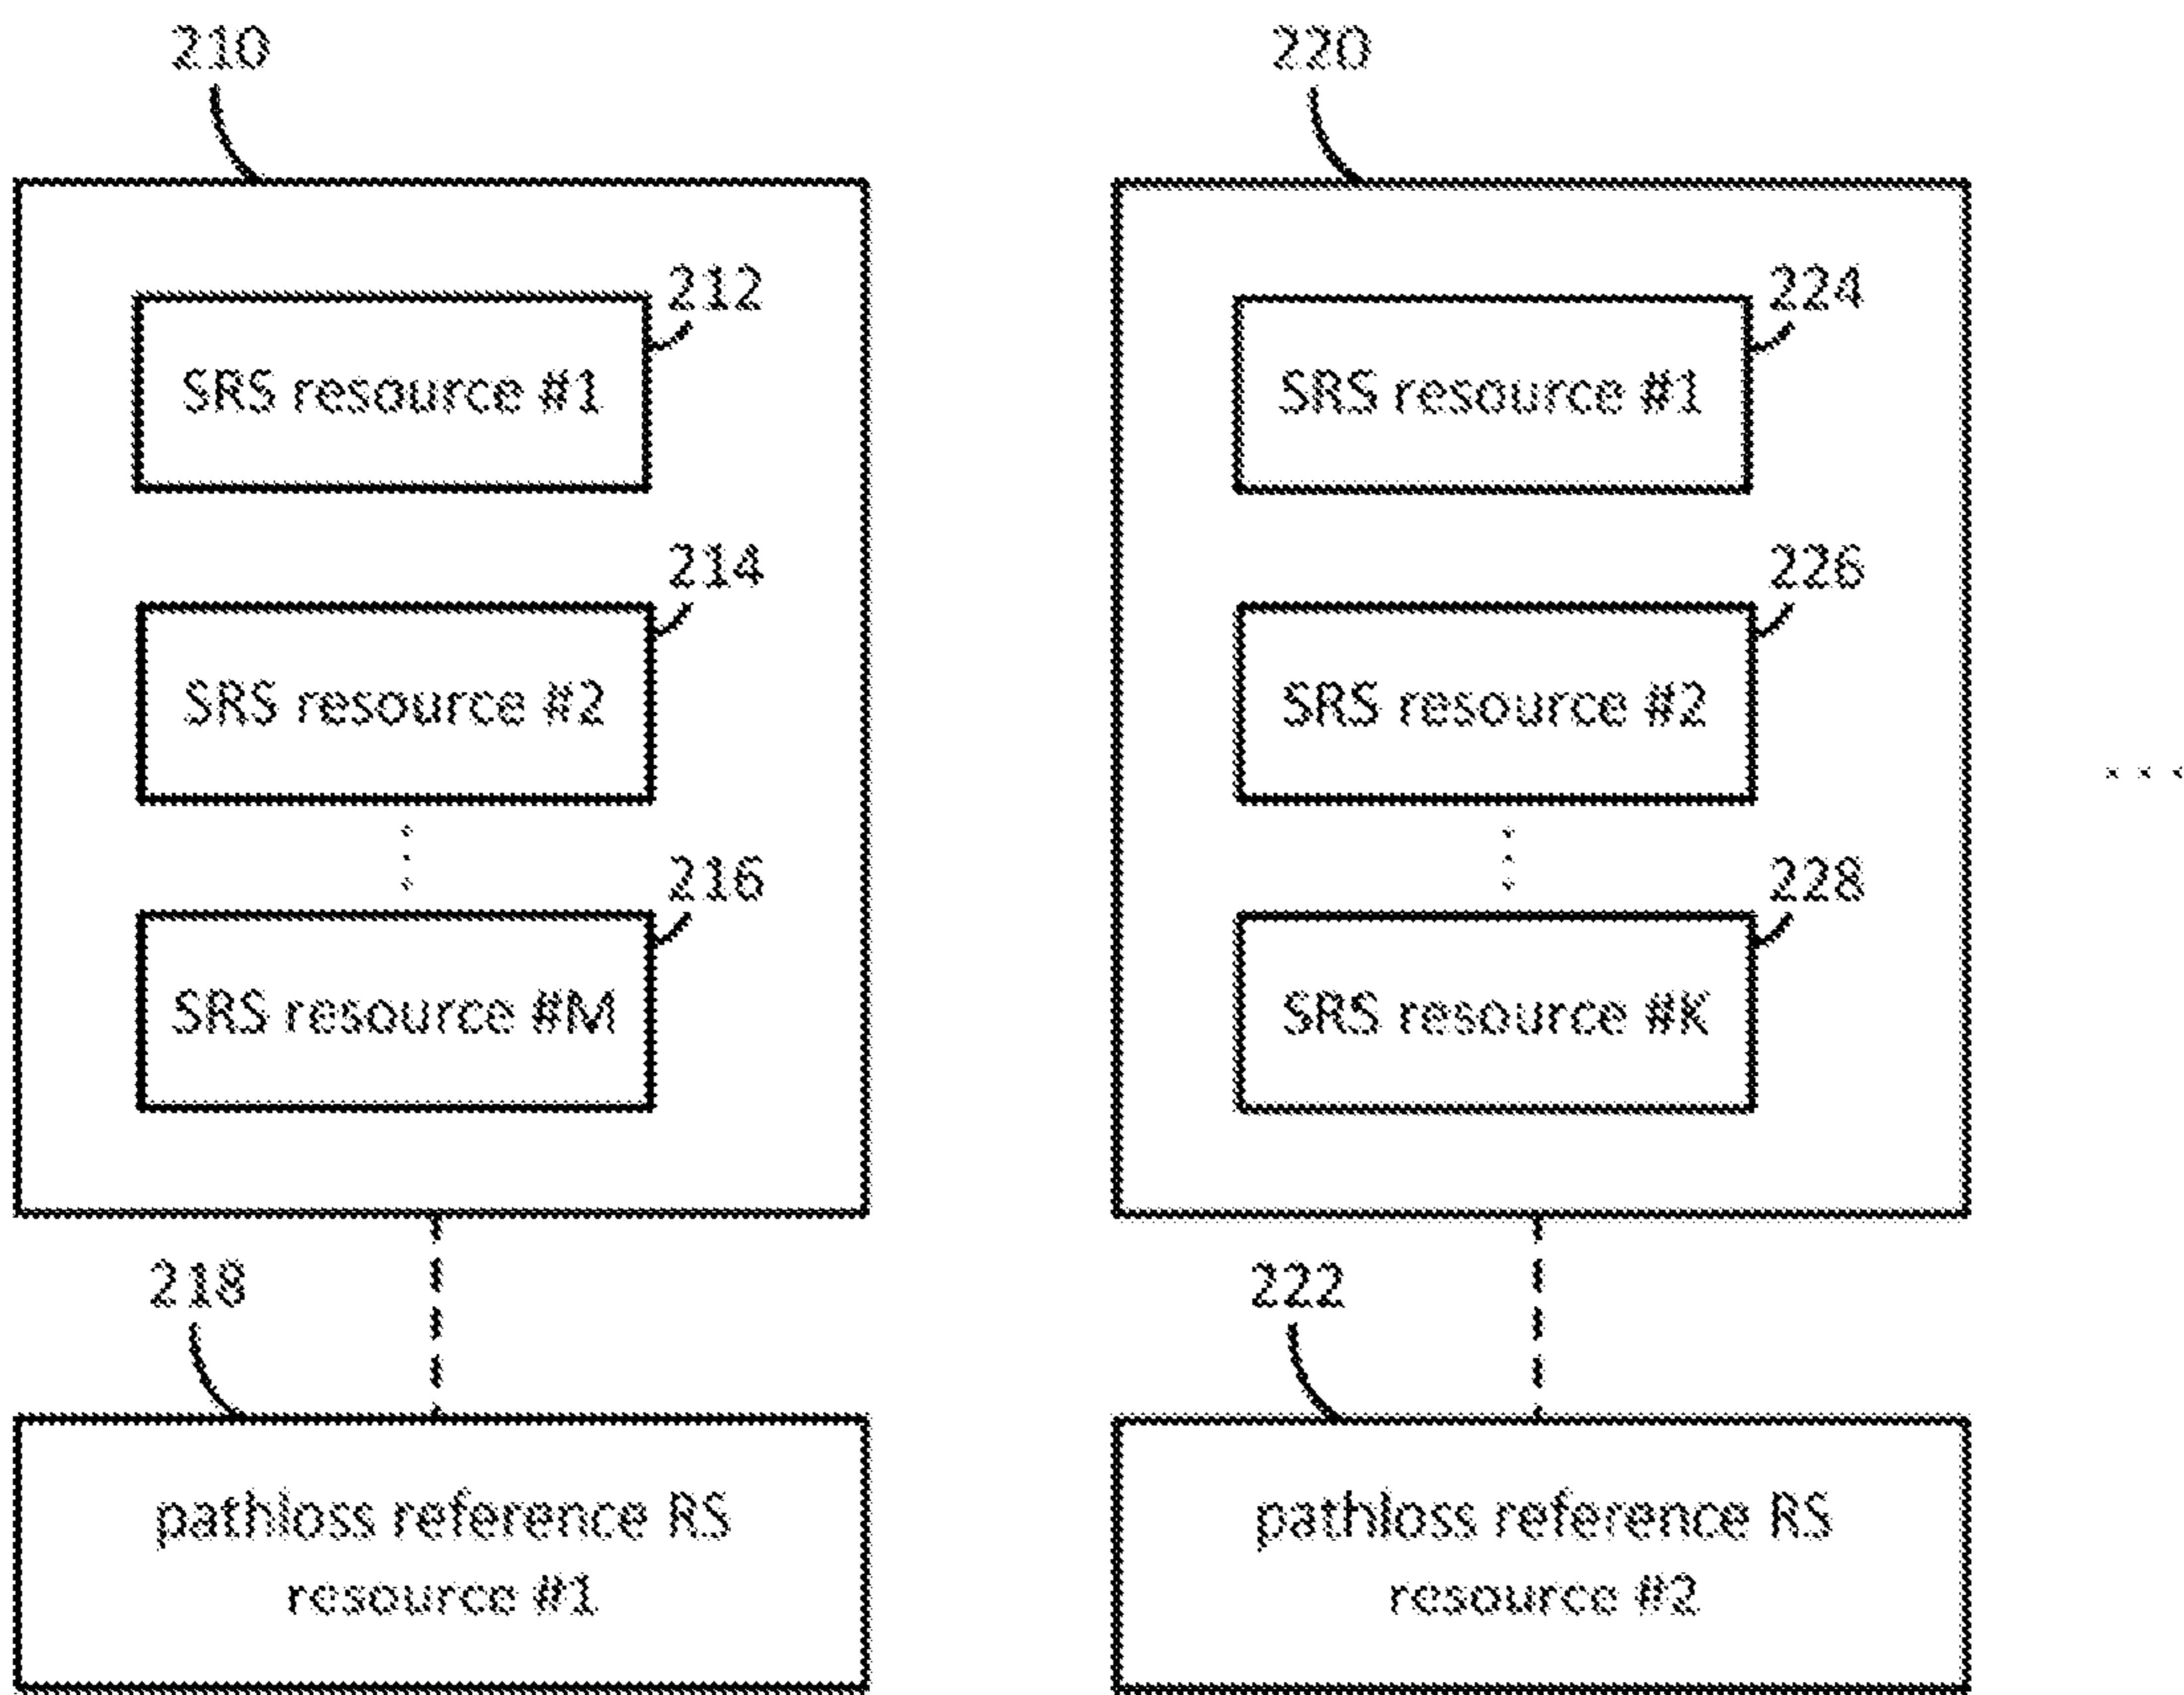 210
212
SRS resource #1
214
SRS resource #2
216
SRS resource #M
218
pathloss reference RS
resource #1
220
224
SRS resource #1
226
SRS resource #2
228
SRS resource #K
222
pathloss reference RS
resource #2
. . .